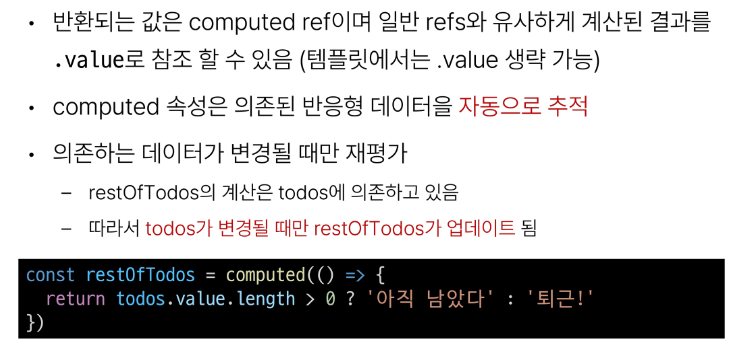 • 반환되는 값은 computed ref이며 일반 refs와 유사하게 계산된 결과를
.value로 참조 할 수 있음 (템플릿에서는 .value 생략 가능)
• computed 속성은 의존된 반응형 데이터를 자동으로 추적
• 의존하는 데이터가 변경될 때만 재평가
– restOfTodos의 계산은 todos에 의존하고 있음
– 따라서 todos가 변경될 때만 restOfTodos가 업데이트 됨
const restOfTodos = computed(() => {
  return todos.value.length > 0 ? '아직 남았다' : '퇴근!'
})